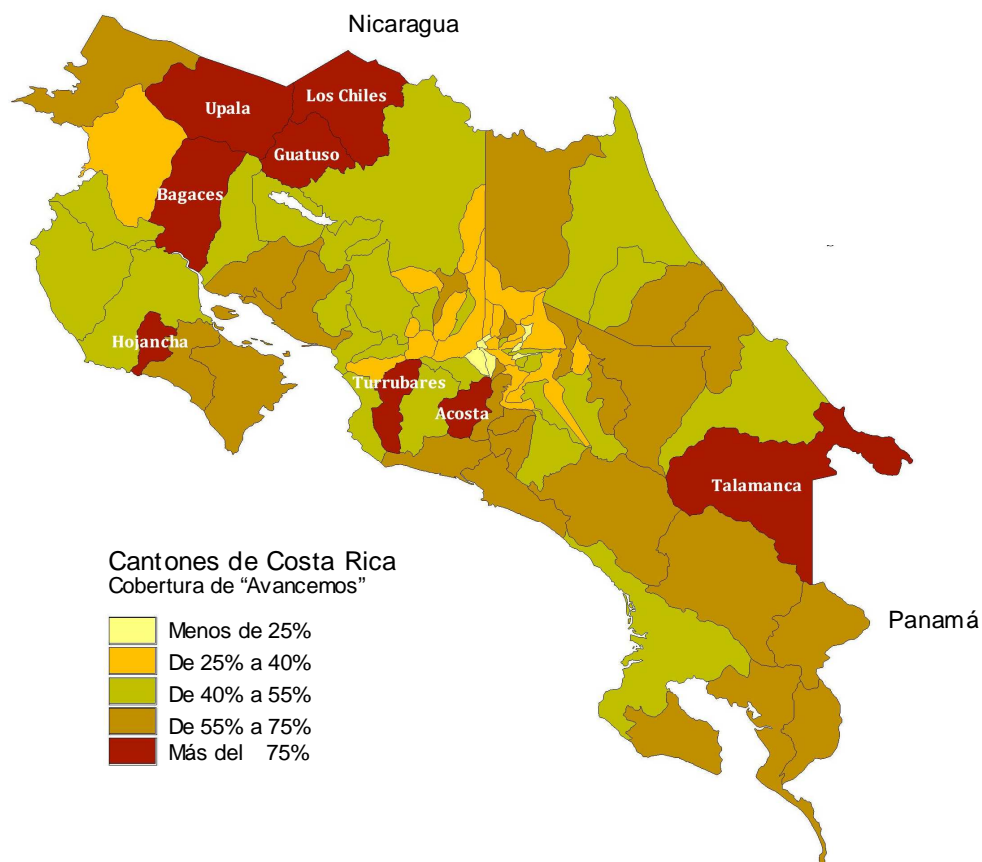 Nicaragua
Los Chiles
Upala
Guatuso
Bagaces
Hojancha
Turrubares
Acosta
Talamanca
Cantones de Costa Rica
Cobertura de “Avancemos”
Menos de 25%
De 25% a 40%
De 40% a 55%
De 55% a 75%
Más del 75%
Panamá